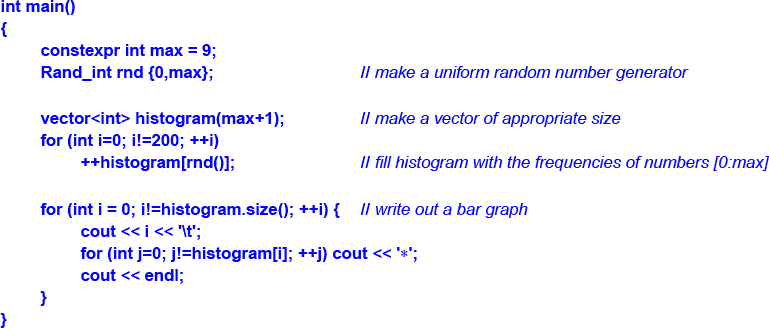 int main()
{
constexpr int max = 9;
Rand_int rnd {0,max}; // make a uniform random number generator
vector<int> histogram(max+1); // make a vector of appropriate size
for (int i=0; i!=200; ++i)
++histogram[rnd()]; // fill histogram with the frequencies of numbers [0:max]
for (int i = 0; i!=histogram.size(); ++i) { // write out a bar graph
cout << i << '\t';
for (int j=0; j!=histogram[i]; ++j) cout << '∗';
cout << endl;
}
}